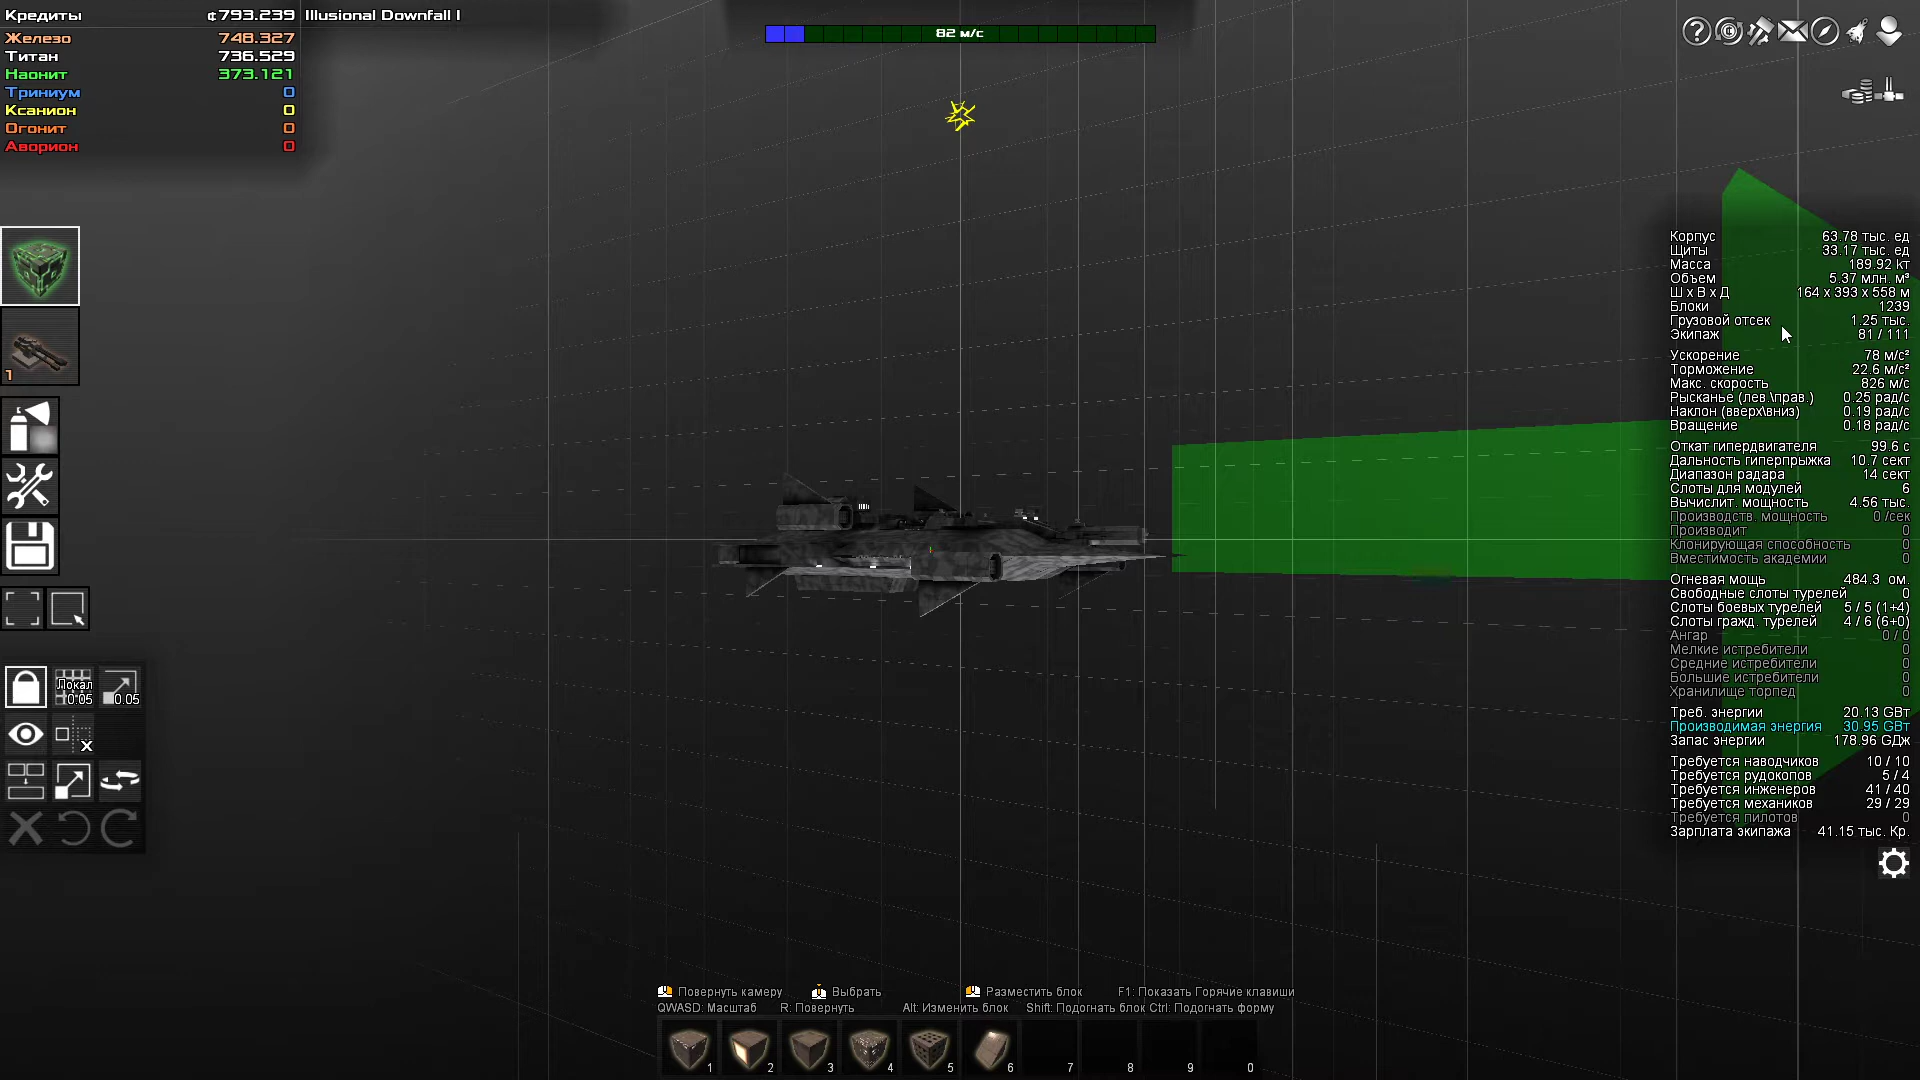 Кредиты ¢793.239 Illusional Downfall I
Железо 748.327
Титан 736.529
Наонит 373.121
Триниум 0
Ксанион 0
Огонит 0
Аворион 0
82 м/с
1
Локал
0.05 0.05
X
Корпус 63.78 тыс. ед
Щиты 33.17 тыс. ед
Масса 189.92 kт
Объем 5.37 млн. м³
Ш x В x Д 164 x 393 x 558 м
Блоки 1239
Грузовой отсек 1.25 тыс.
Экипаж 81 / 111
Ускорение 78 м/с²
Торможение 22.6 м/с²
Макс. скорость 826 м/с
Рысканье (лев.\прав.) 0.25 рад/с
Наклон (вверх\вниз) 0.19 рад/с
Вращение 0.18 рад/с
Откат гипердвигателя 99.6 с
Дальность гиперпрыжка 10.7 сект
Диапазон радара 14 сект
Слоты для модулей 6
Вычислит. мощность 4.56 тыс.
Производств. мощность 0 /сек
Производит 0
Клонирующая способность 0
Вместимость академии 0
Огневая мощь 484.3 ом.
Свободные слоты турелей 0
Слоты боевых турелей 5 / 5 (1+4)
Слоты гражд. турелей 4 / 6 (6+0)
Ангар 0 / 0
Мелкие истребители 0
Средние истребители 0
Большие истребители 0
Хранилище торпед 0
Треб. энергии 20.13 GВт
Производимая энергия 30.95 GВт
Запас энергии 178.96 GДж
Требуется наводчиков 10 / 10
Требуется рудокопов 5 / 4
Требуется инженеров 41 / 40
Требуется механиков 29 / 29
Требуется пилотов 0
Зарплата экипажа 41.15 тыс. Кр.
Повернуть камеру Выбрать Разместить блок F1: Показать Горячие клавиши
QWASD: Масштаб R: Повернуть Alt: Изменить блок Shift: Подогнать блок Ctrl: Подогнать форму
1 2 3 4 5 6 7 8 9 0